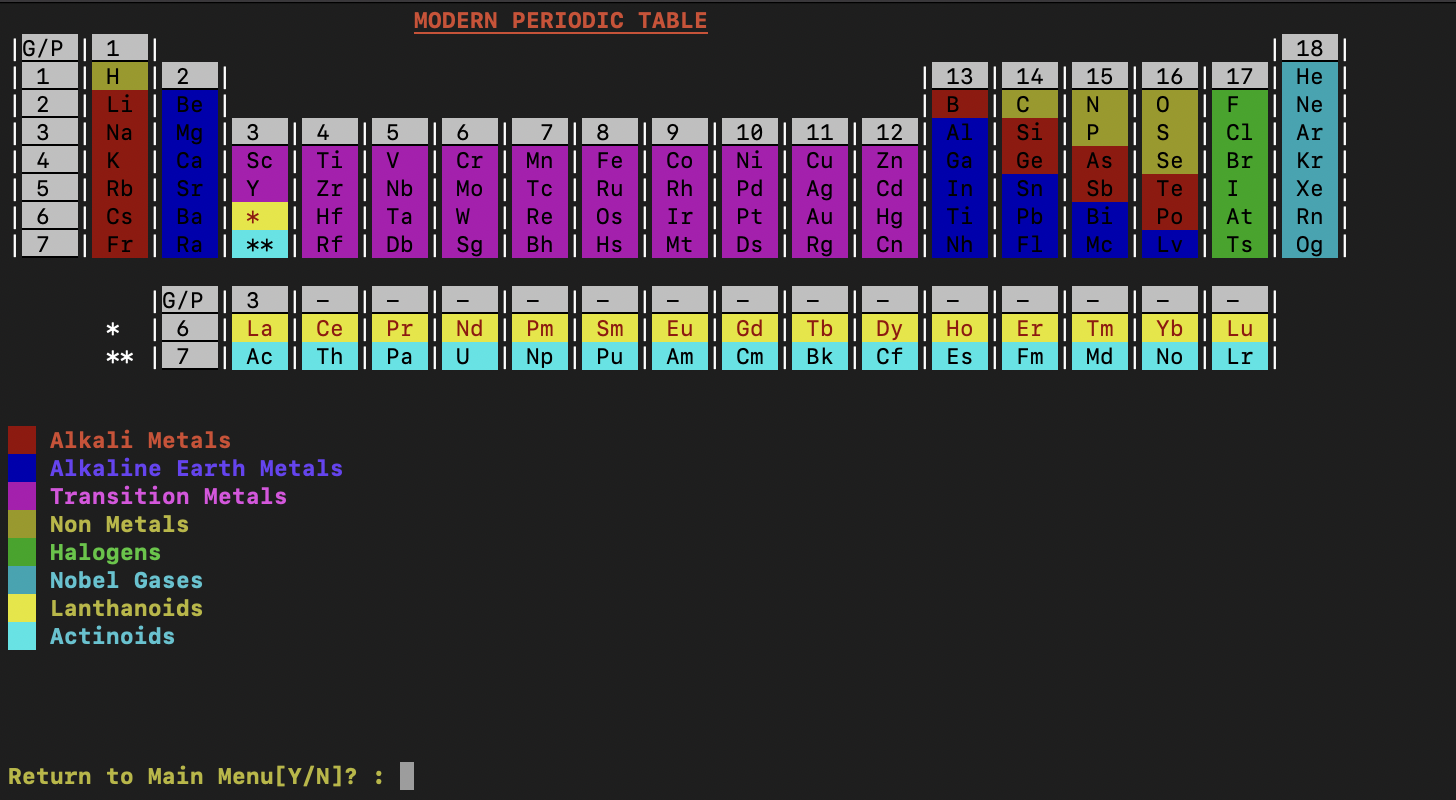 MODERN PERIODIC TABLE
|G/P |1 | |18 |
|1 |H |2 | |13 |14 |15 |16 |17 |He |
|2 |Li |Be | |B |C |N |O |F |Ne |
|3 |Na |Mg |3 |4 |5 |6 |7 |8 |9 |10 |11 |12 |Al |Si |P |S |Cl |Ar |
|4 |K |Ca |Sc |Ti |V |Cr |Mn |Fe |Co |Ni |Cu |Zn |Ga |Ge |As |Se |Br |Kr |
|5 |Rb |Sr |Y |Zr |Nb |Mo |Tc |Ru |Rh |Pd |Ag |Cd |In |Sn |Sb |Te |I |Xe |
|6 |Cs |Ba |* |Hf |Ta |W |Re |Os |Ir |Pt |Au |Hg |Ti |Pb |Bi |Po |At |Rn |
|7 |Fr |Ra |** |Rf |Db |Sg |Bh |Hs |Mt |Ds |Rg |Cn |Nh |Fl |Mc |Lv |Ts |Og |
|G/P |3 |– |– |– |– |– |– |– |– |– |– |– |– |– |– |
* |6 |La |Ce |Pr |Nd |Pm |Sm |Eu |Gd |Tb |Dy |Ho |Er |Tm |Yb |Lu |
** |7 |Ac |Th |Pa |U |Np |Pu |Am |Cm |Bk |Cf |Es |Fm |Md |No |Lr |
Alkali Metals
Alkaline Earth Metals
Transition Metals
Non Metals
Halogens
Nobel Gases
Lanthanoids
Actinoids
Return to Main Menu[Y/N]? :